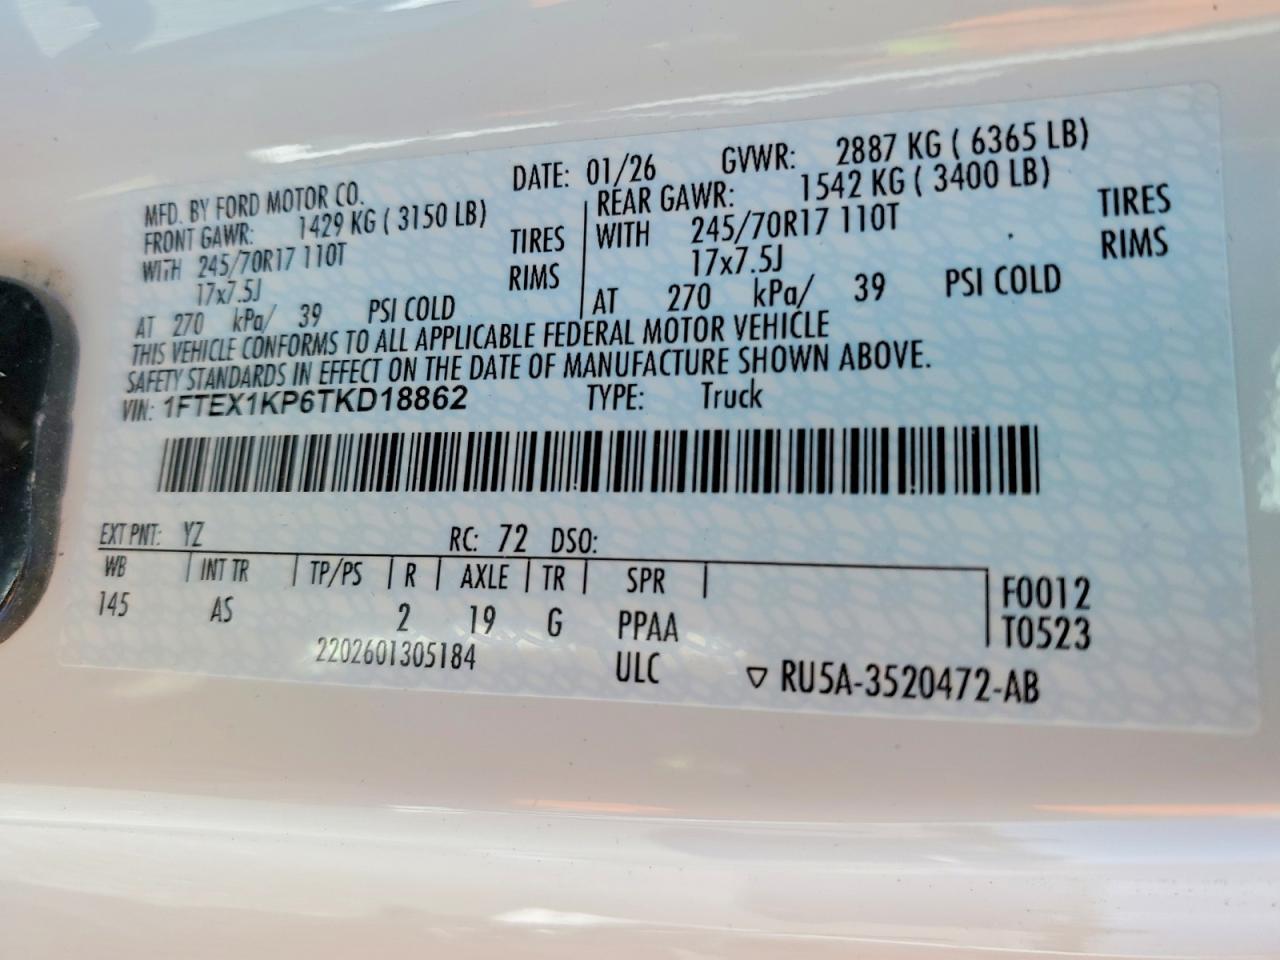 MFD. BY FORD MOTOR CO. DATE: 01/26 GVWR: 2887 KG ( 6365 LB)
FRONT GAWR: 1429 KG ( 3150 LB) REAR GAWR: 1542 KG ( 3400 LB)
WITH 245/70R17 110T TIRES WITH 245/70R17 110T TIRES
17x7.5J RIMS 17x7.5J RIMS
AT 270 kPa/ 39 PSI COLD AT 270 kPa/ 39 PSI COLD
THIS VEHICLE CONFORMS TO ALL APPLICABLE FEDERAL MOTOR VEHICLE
SAFETY STANDARDS IN EFFECT ON THE DATE OF MANUFACTURE SHOWN ABOVE.
VIN: 1FTEX1KP6TKD18862 TYPE: Truck
EXT PNT: YZ RC: 72 DSO:
WB INT TR TP/PS R AXLE TR SPR F0012
145 AS 2 19 G PPAA T0523
2202601305184 ULC ▽ RU5A-3520472-AB